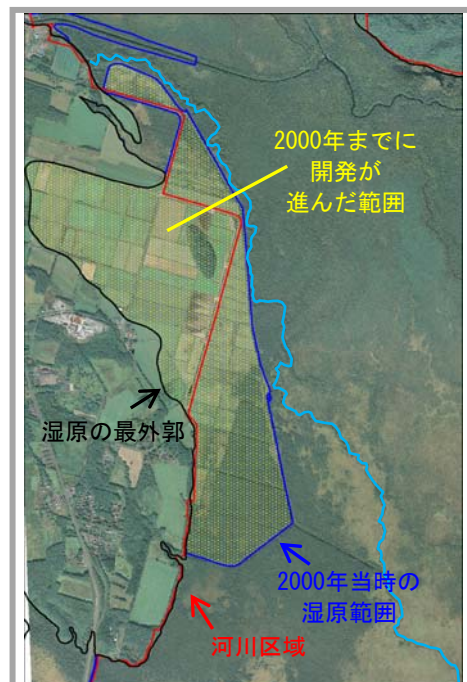 2000年までに
開発が
進んだ範囲
湿原の最外郭
2000年当時の
湿原範囲
河川区域